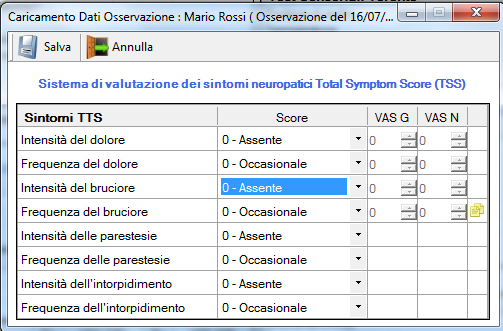 Caricamento Dati Osservazione : Mario Rossi ( Osservazione del 16/07/...
Salva Annulla
Sistema di valutazione dei sintomi neuropatici Total Symptom Score (TSS)
Sintomi TTS Score VAS G VAS N
Intensità del dolore 0 - Assente 0 0
Frequenza del dolore 0 - Occasionale 0 0
Intensità del bruciore 0 - Assente 0 0
Frequenza del bruciore 0 - Occasionale 0 0
Intensità delle parestesie 0 - Assente
Frequenza delle parestesie 0 - Occasionale
Intensità dell'intorpidimento 0 - Assente
Frequenza dell'intorpidimento 0 - Occasionale